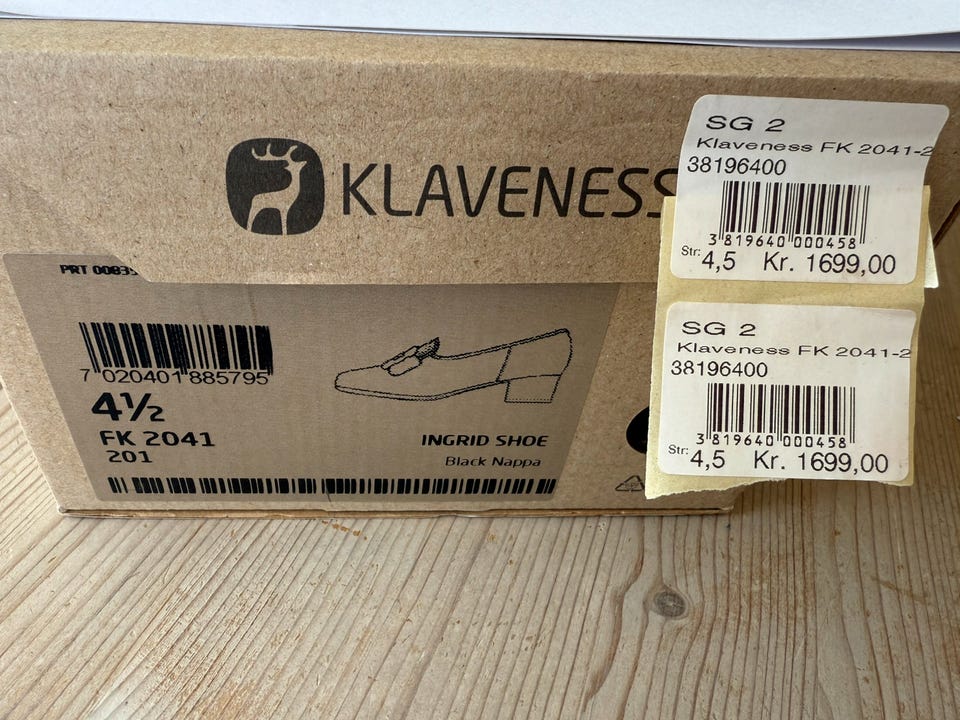 KLAVENESS
PRT 0083
7 020401 885795
4½
FK 2041
201
INGRID SHOE
Black Nappa
SG 2
Klaveness FK 2041-2
38196400
3 819640 000458
Str: 4,5 Kr. 1699,00
SG 2
Klaveness FK 2041-2
38196400
3 819640 000458
Str: 4,5 Kr. 1699,00